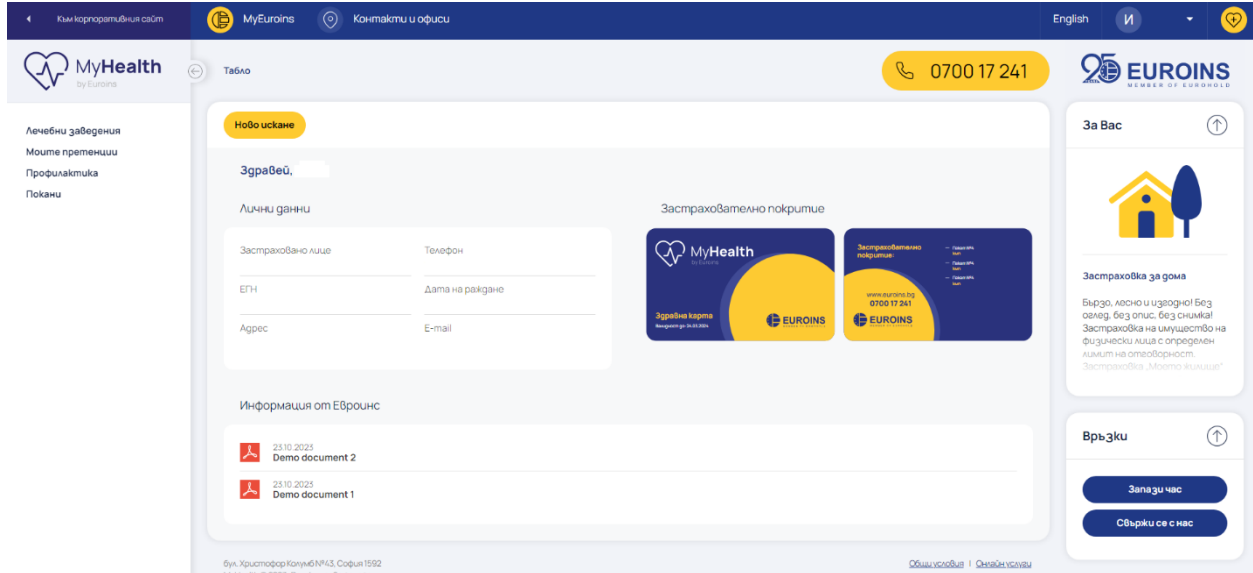 Към корпоративния сайт
MyEuroins
Контакти и офиси
English
И
MyHealth
by Euroins
Табло
0700 17 241
25 EUROINS
MEMBER OF EUROHOLD
Лечебни заведения
Моите претенции
Профилактика
Покани
Ново искане
Здравей,
Лични данни
Застраховано лице
Телефон
ЕГН
Дата на раждане
Адрес
E-mail
Застрахователно покритие
MyHealth
by Euroins
Здравна карта
EUROINS
Застрахователно
покритие:
www.euroins.bg
0700 17 241
EUROINS
Информация от Евроинс
23.10.2023
Demo document 2
23.10.2023
Demo document 1
За Вас
Застраховка за дома
Бързо, лесно и изгодно! Без
оглед, без опис, без снимка!
Застраховка на имущество на
физически лица с определен
лимит на отговорност.
Застраховка „Моето жилище"
Връзки
Запази час
Свържи се с нас
бул. Христофор Колумб №43, София 1592
Общи условия | Онлайн услуги